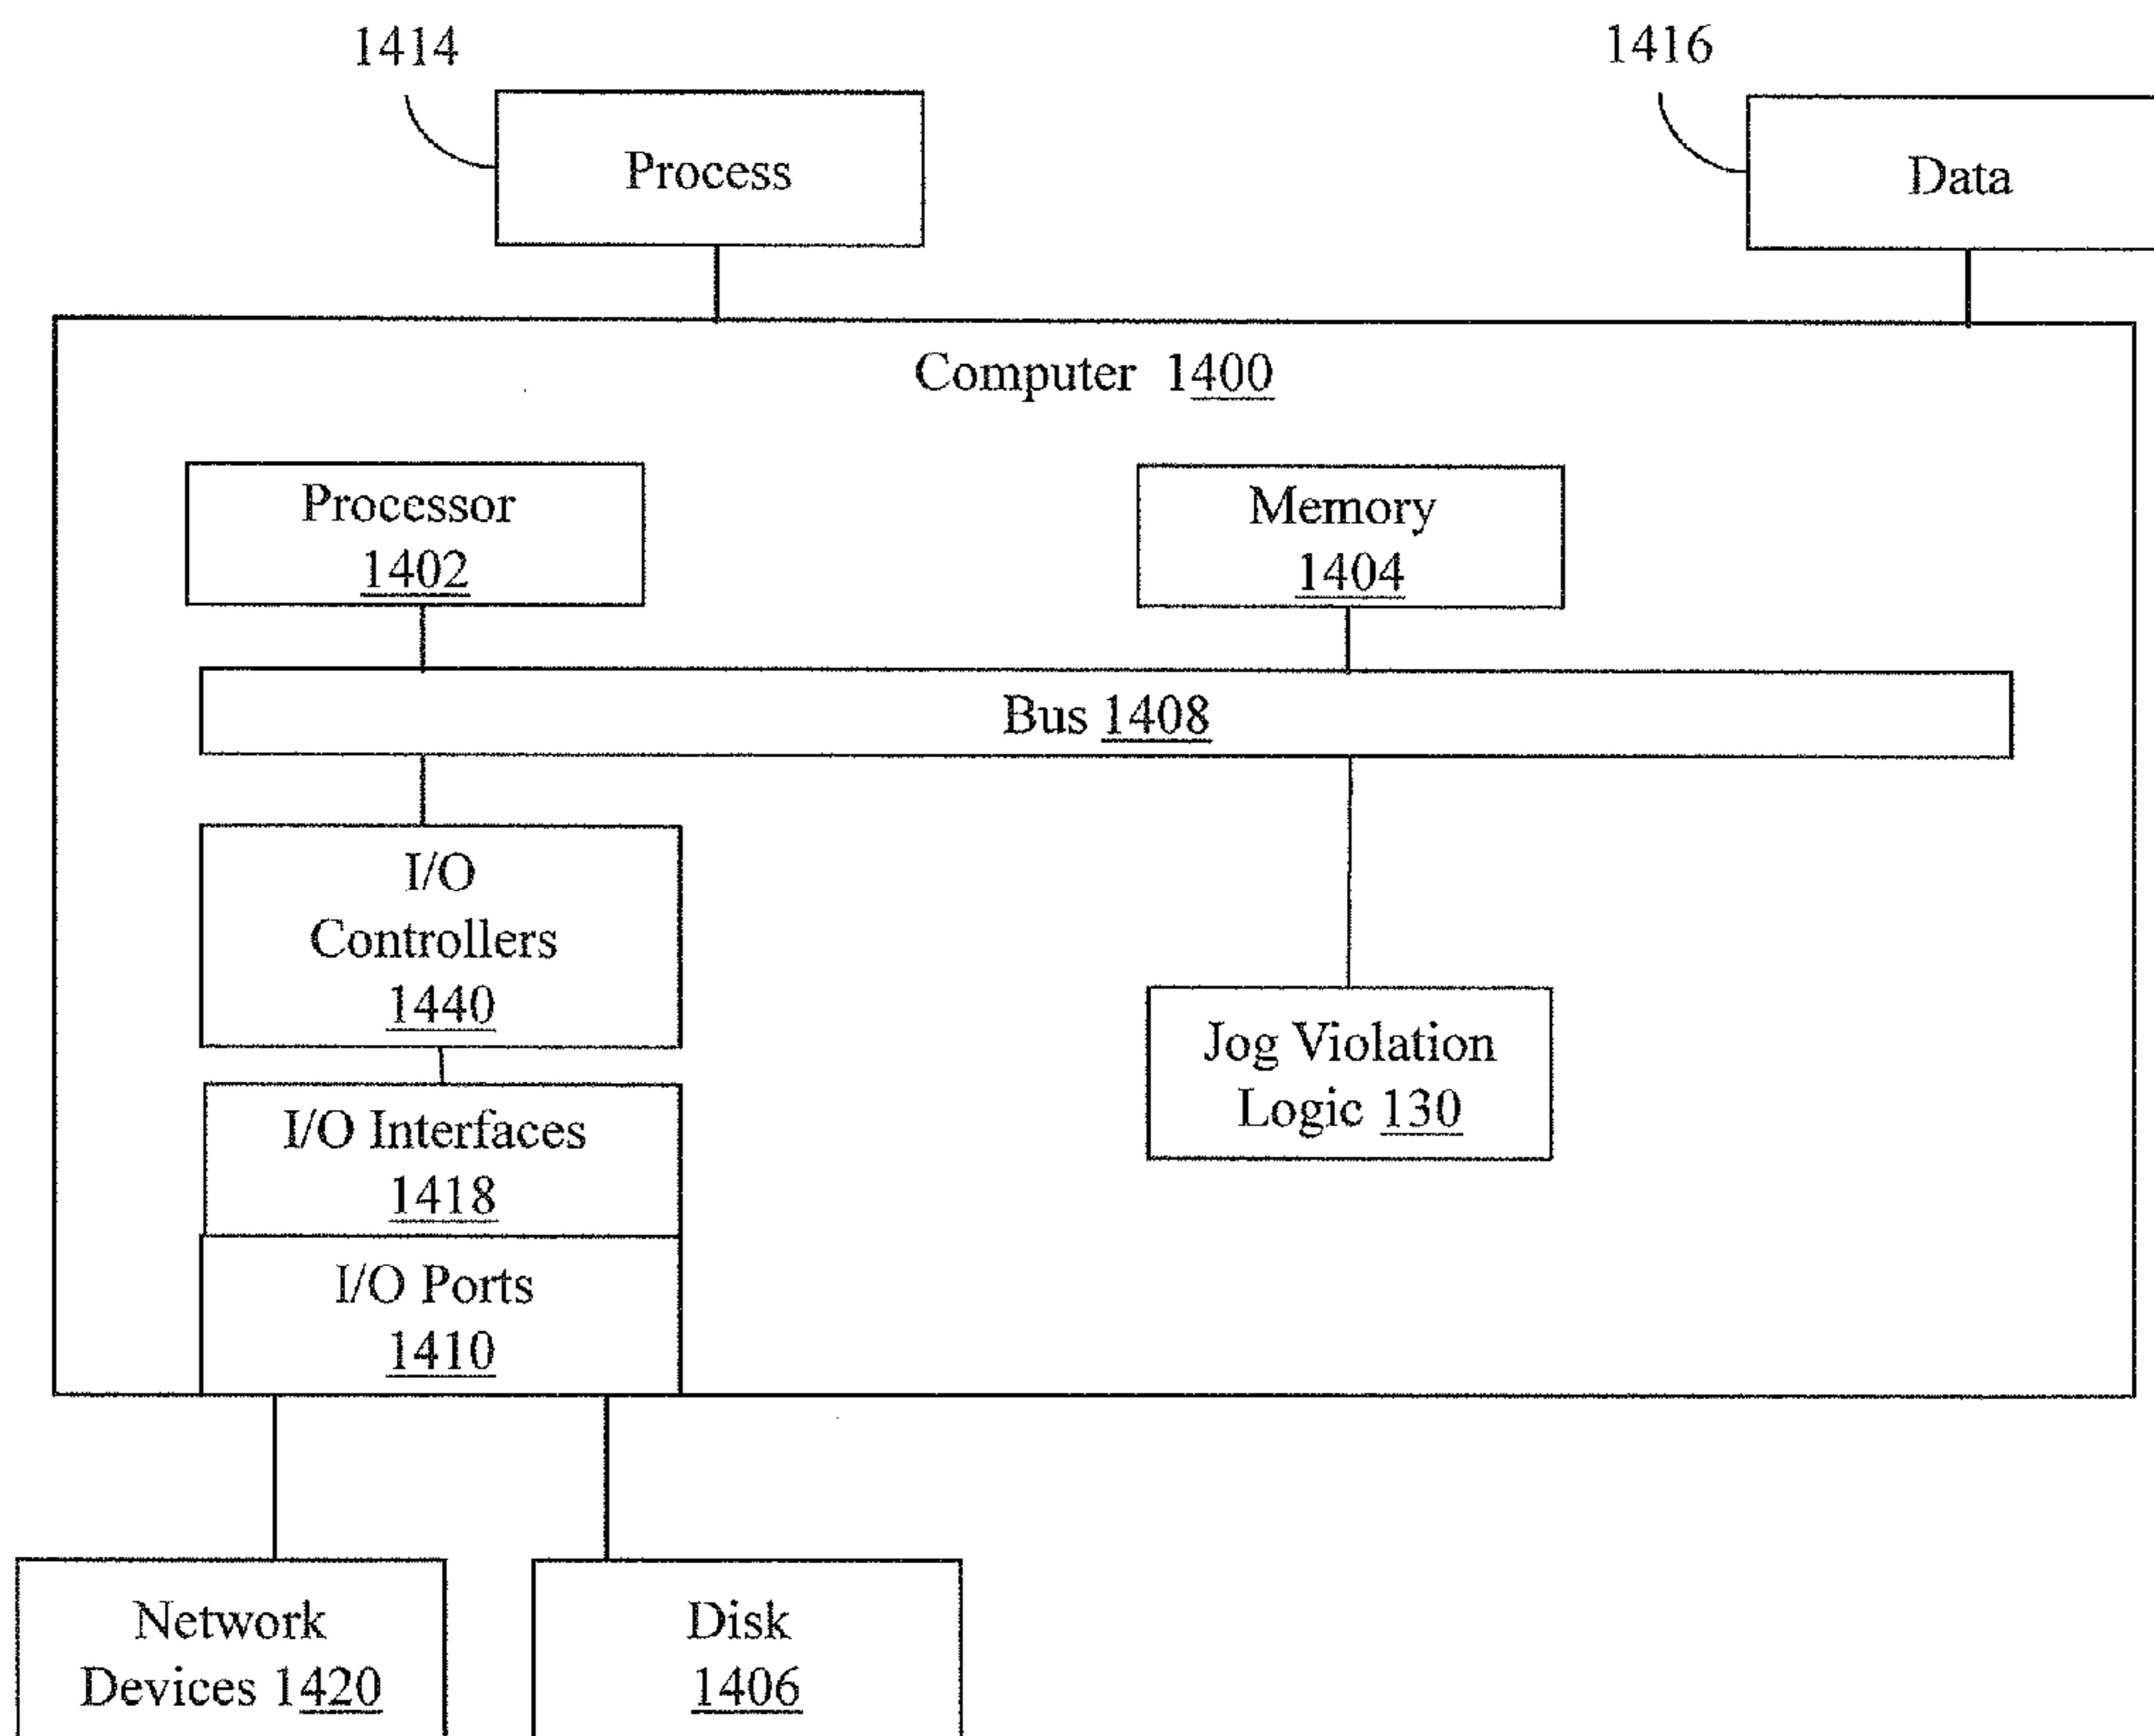 1414
1416
Process
Data
Computer 1400
Processor
1402
Memory
1404
Bus 1408
I/O
Controllers
1440
Jog Violation
Logic 130
I/O Interfaces
1418
I/O Ports
1410
Network
Devices 1420
Disk
1406